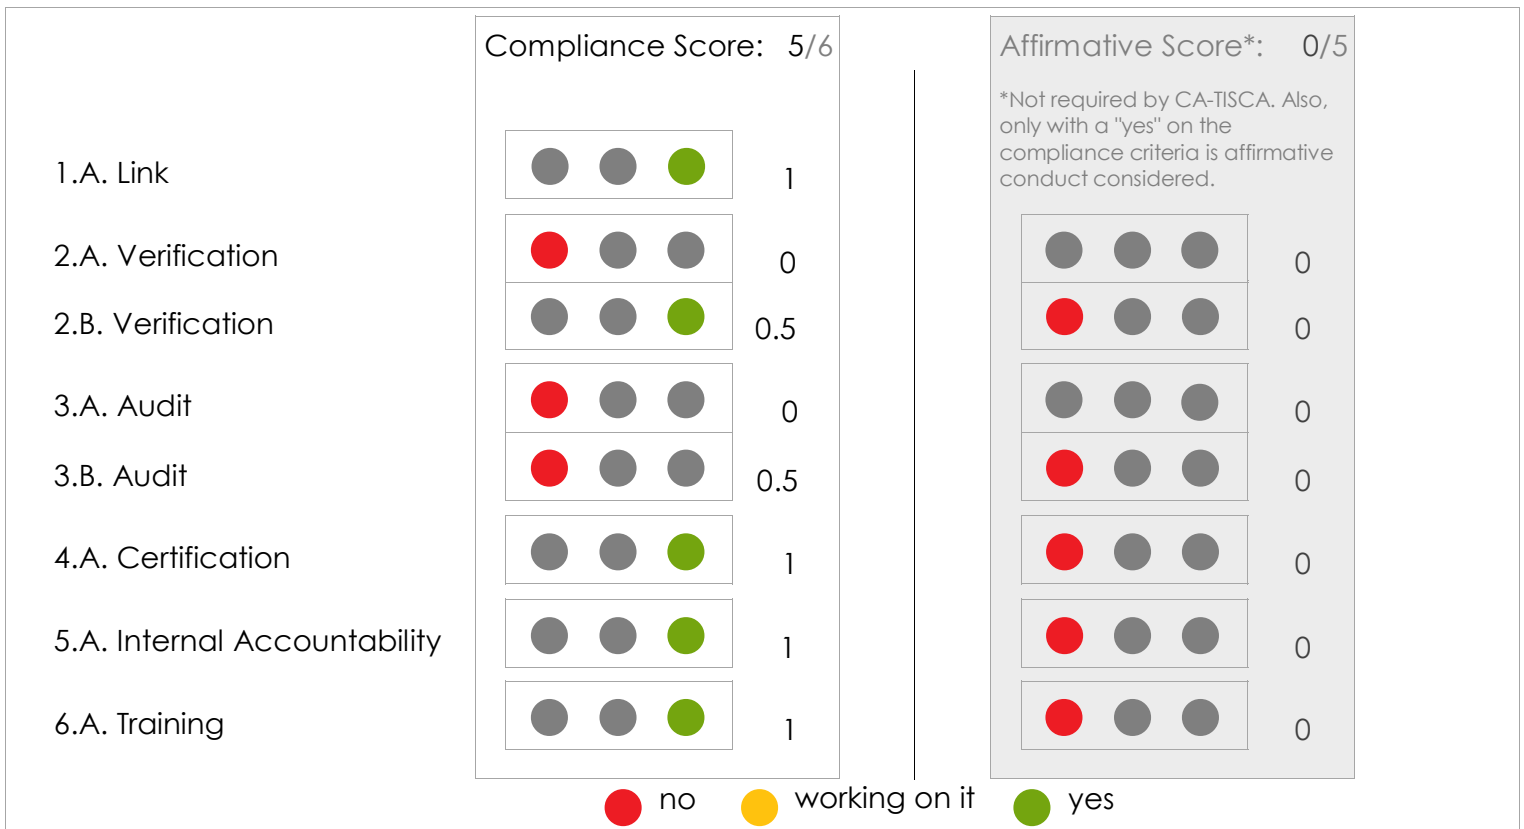 Compliance Score: 5/6
Affirmative Score*: 0/5
*Not required by CA-TISCA. Also,
only with a "yes" on the
compliance criteria is affirmative
conduct considered.
1.A. Link 1
2.A. Verification 0 0
2.B. Verification 0.5 0
3.A. Audit 0 0
3.B. Audit 0.5 0
4.A. Certification 1 0
5.A. Internal Accountability 1 0
6.A. Training 1 0
no working on it yes